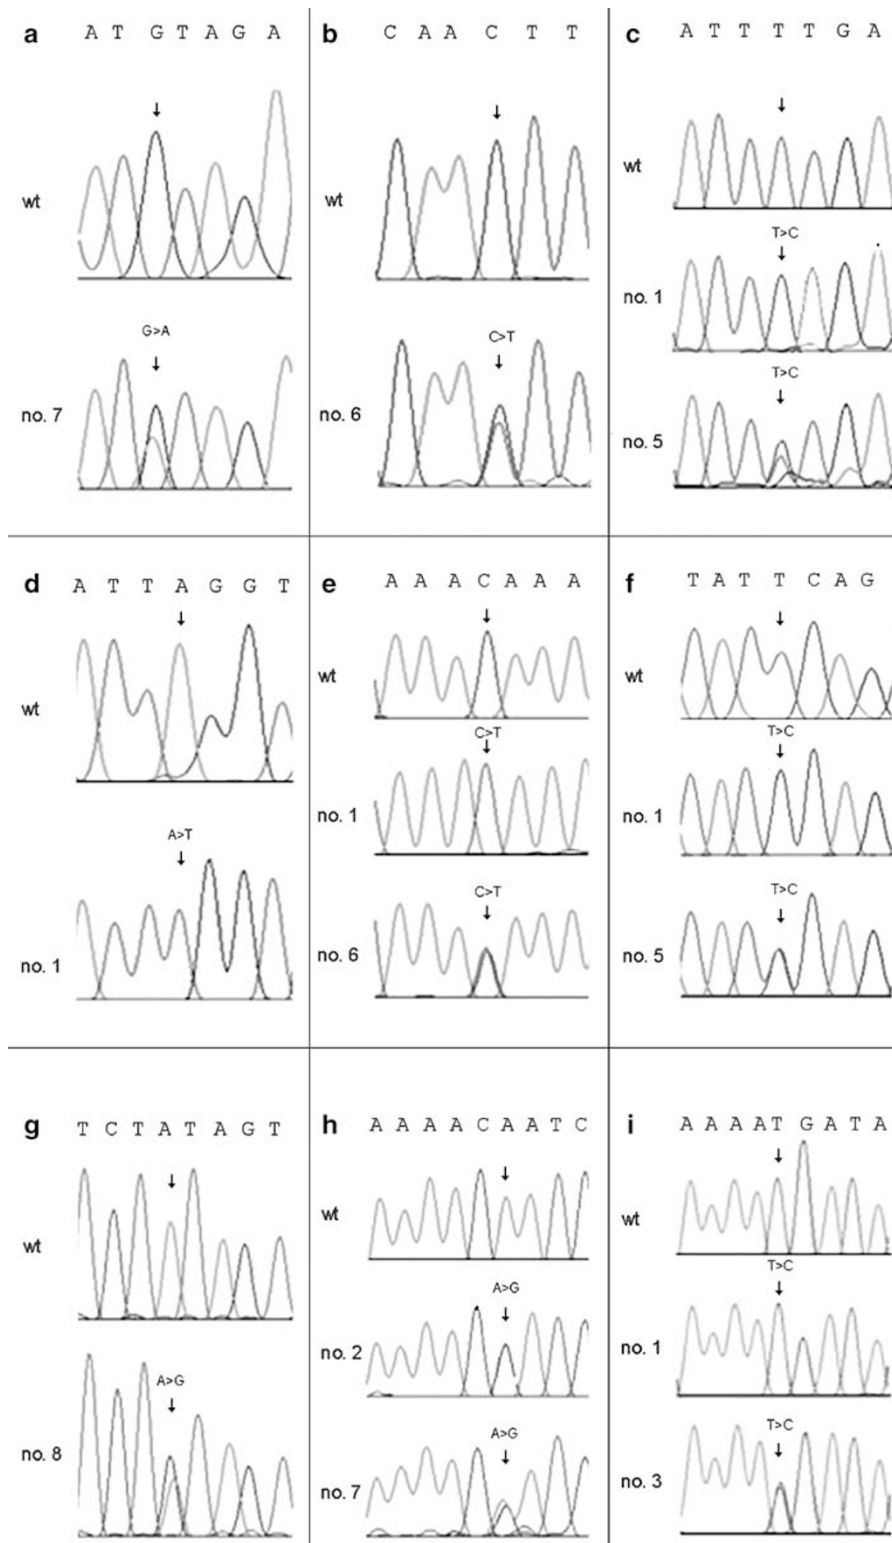 a A T G T A G A
wt
G>A
no. 7
b C A A C T T
wt
C>T
no. 6
c A T T T T G A
wt
T>C
no. 1
T>C
no. 5
d A T T A G G T
wt
A>T
no. 1
e A A A C A A A
wt
C>T
no. 1
C>T
no. 6
f T A T T C A G
wt
T>C
no. 1
T>C
no. 5
g T C T A T A G T
wt
A>G
no. 8
h A A A A C A A T C
wt
A>G
no. 2
A>G
no. 7
i A A A A T G A T A
wt
T>C
no. 1
T>C
no. 3